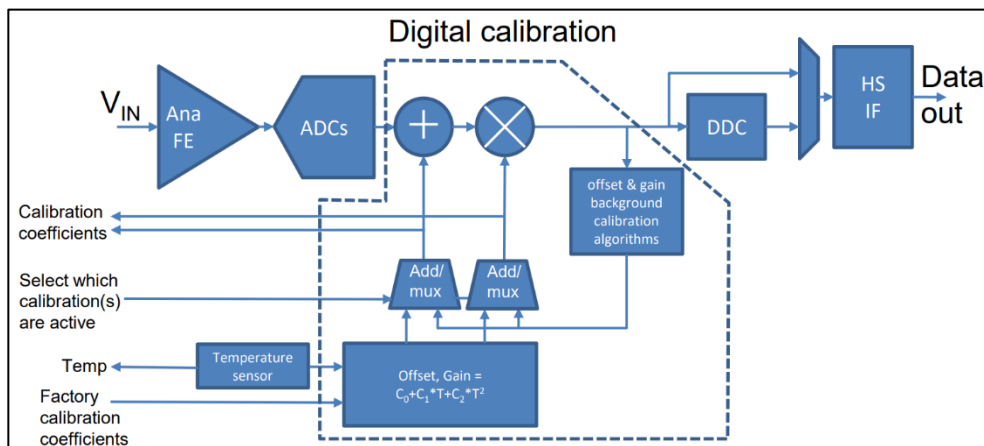 Digital calibration
V_IN
Ana
FE
ADCs
+
×
DDC
HS
IF
Data
out
offset & gain
background
calibration
algorithms
Calibration
coefficients
Add/
mux
Add/
mux
Select which
calibration(s)
are active
Temp
Temperature
sensor
Offset, Gain =
C₀+C₁*T+C₂*T²
Factory
calibration
coefficients